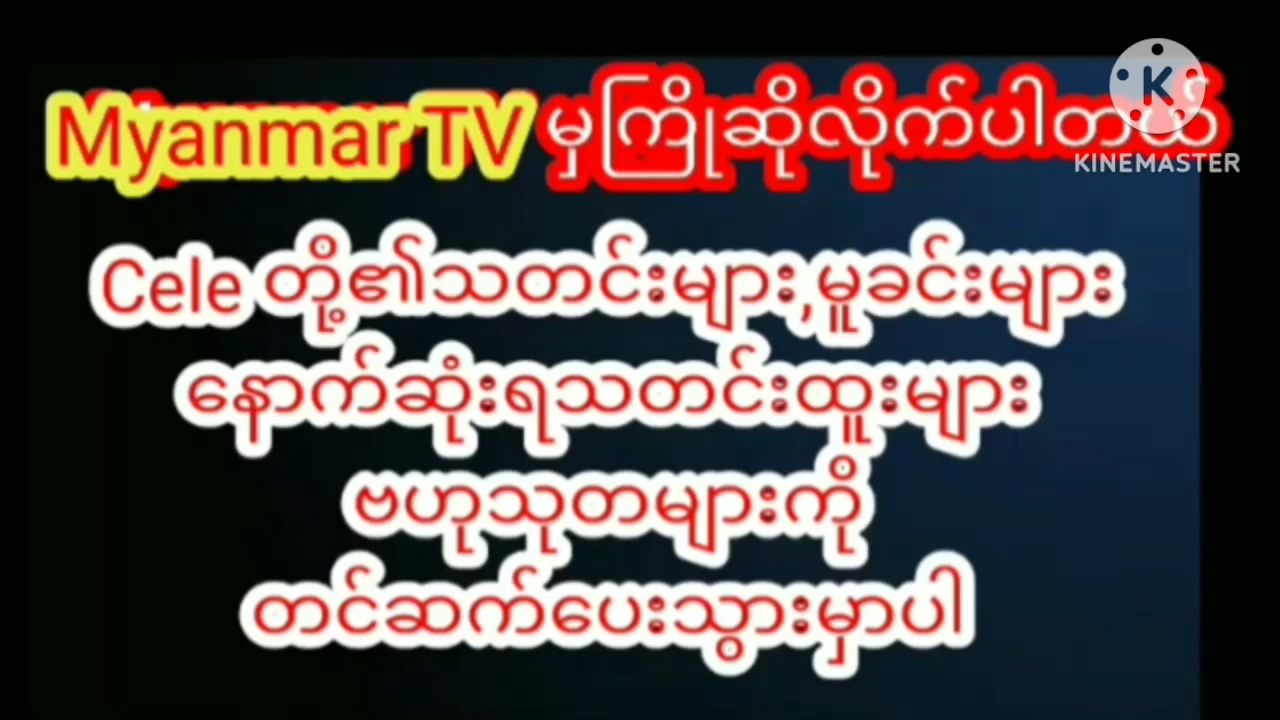 Myanmar TV မှကြိုဆိုလိုက်ပါတယ်
K
KINEMASTER
Cele တို့၏သတင်းများ,မှုခင်းများ
နောက်ဆုံးရသတင်းထူးများ
ဗဟုသုတများကို
တင်ဆက်ပေးသွားမှာပါ